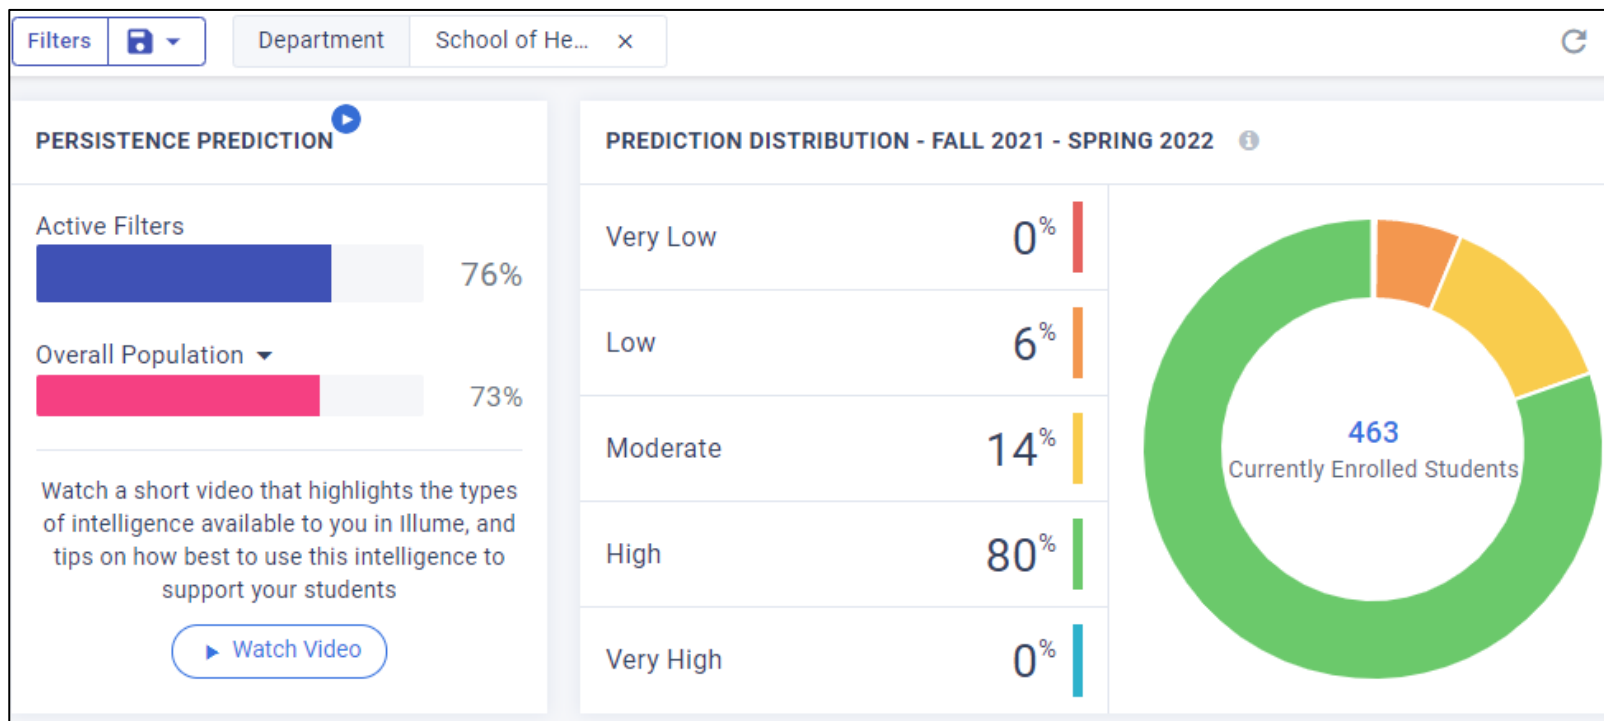 Filters
Department
School of He...
PERSISTENCE PREDICTION
Active Filters
76%
Overall Population
73%
Watch a short video that highlights the types
of intelligence available to you in Illume, and
tips on how best to use this intelligence to
support your students
Watch Video
PREDICTION DISTRIBUTION - FALL 2021 - SPRING 2022
Very Low 0%
Low 6%
Moderate 14%
High 80%
Very High 0%
463
Currently Enrolled Students